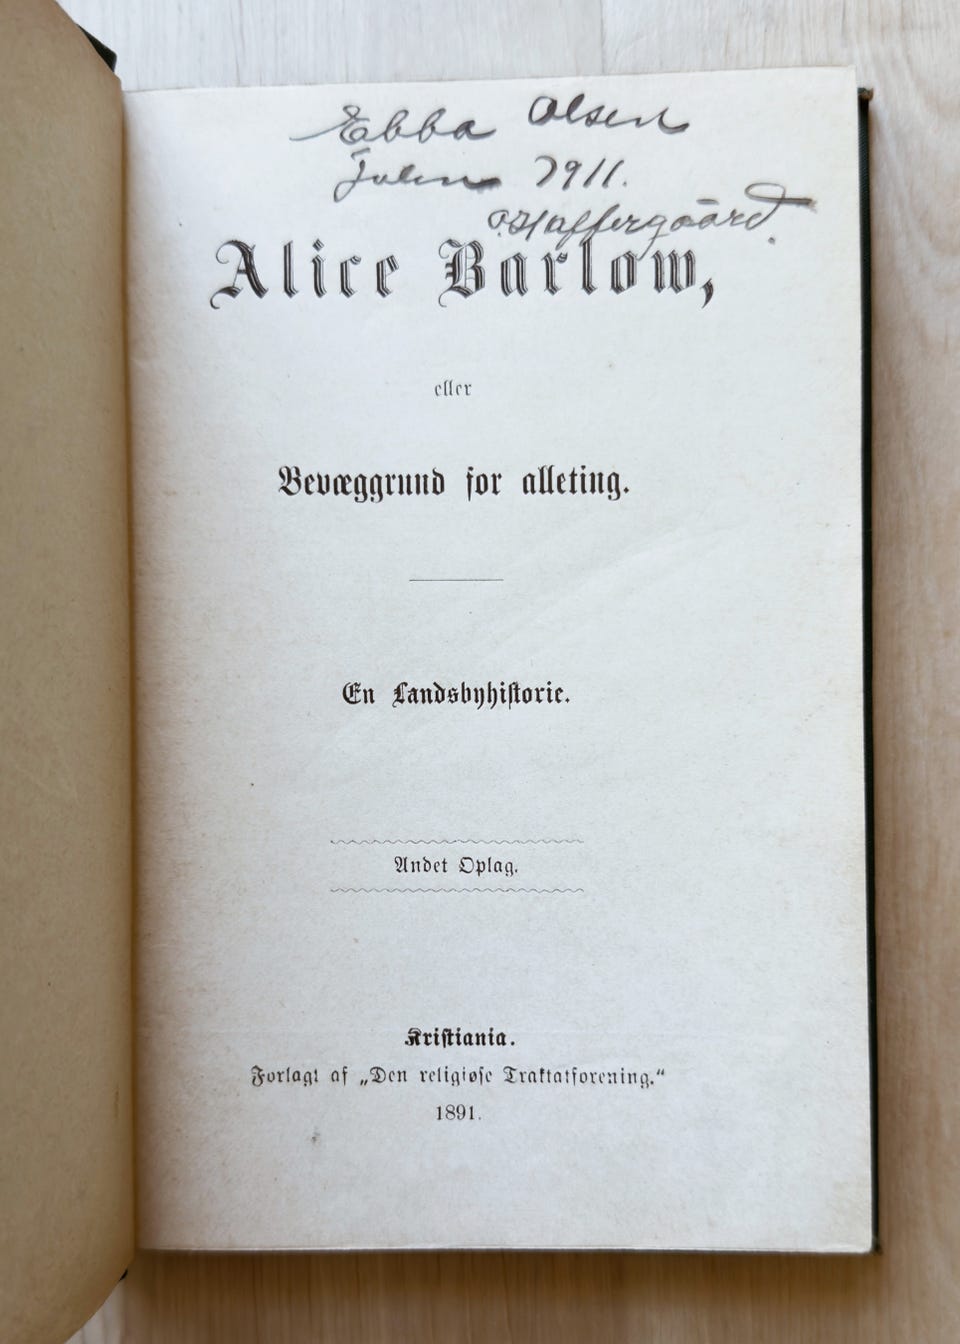 Ebba Olsen
Julen 1911.
Alice Barlow,
eller
Bevæggrund for alleting.
En Landsbyhistorie.
Andet Oplag.
Kristiania.
Forlagt af „Den religiøse Traktatforening.“
1891.